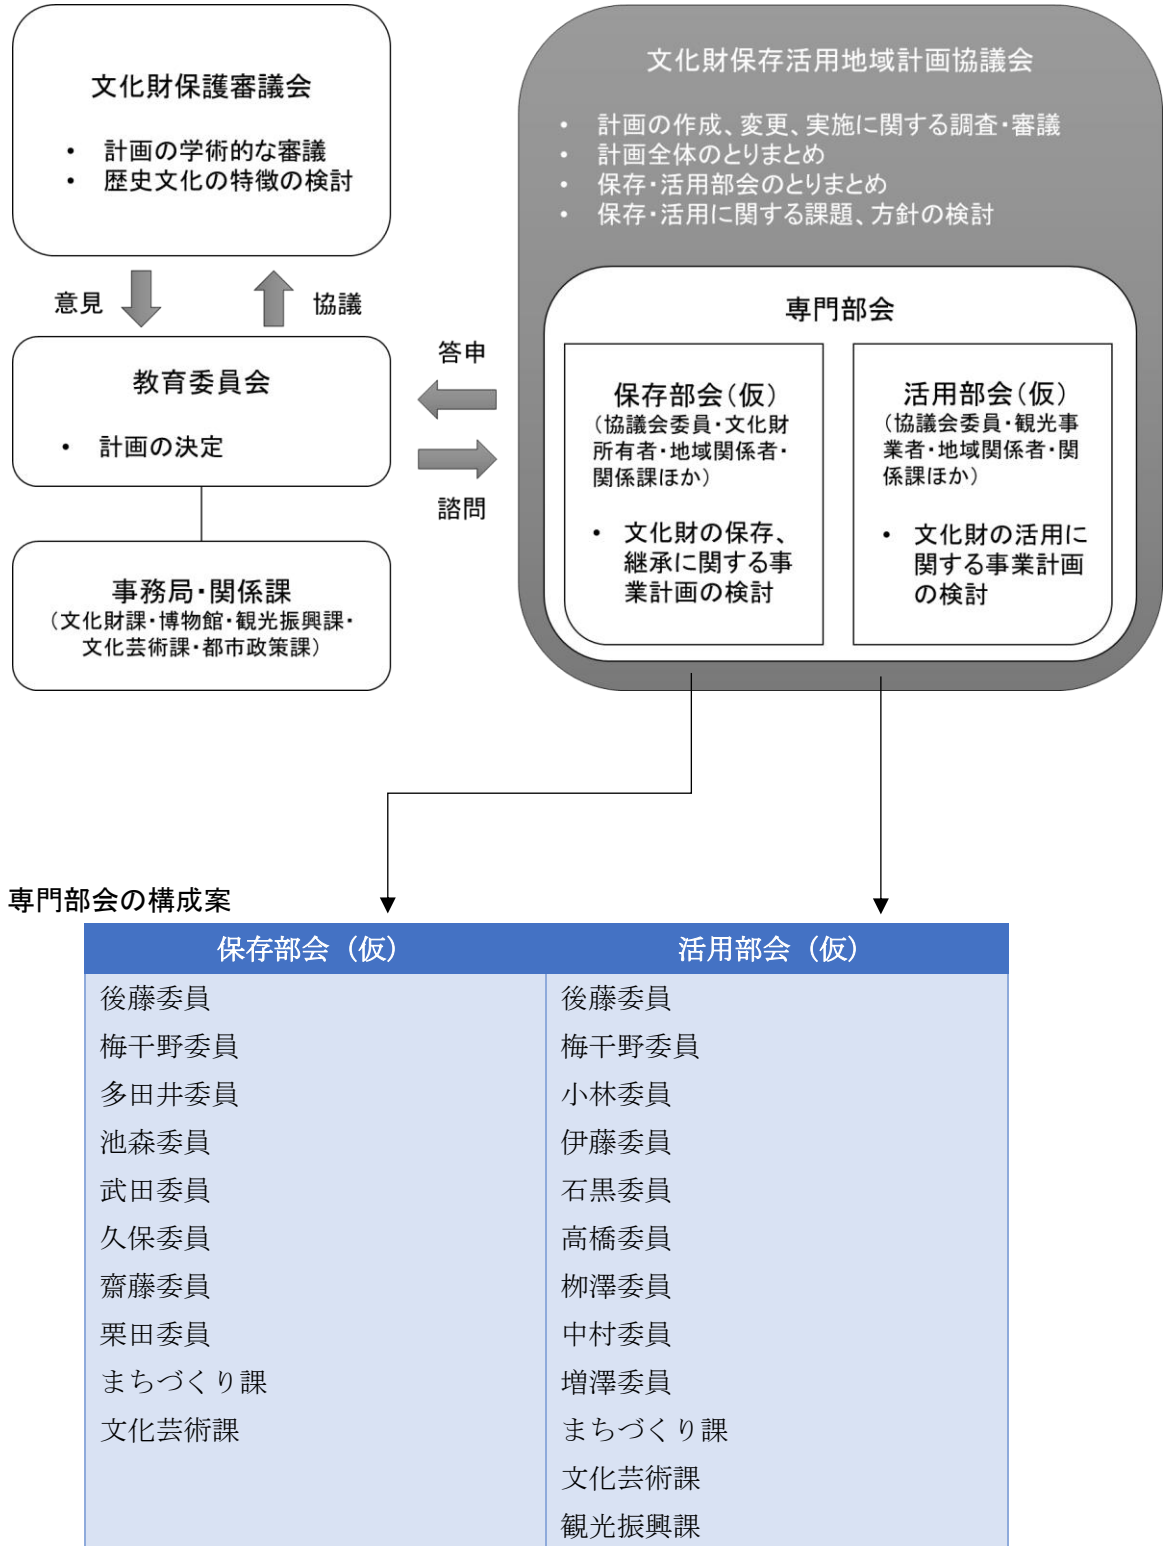 文化財保護審議会
• 計画の学術的な審議
• 歴史文化の特徴の検討
意見
協議
教育委員会
• 計画の決定
事務局・関係課
（文化財課・博物館・観光振興課・
文化芸術課・都市政策課）
答申
諮問
文化財保存活用地域計画協議会
• 計画の作成、変更、実施に関する調査・審議
• 計画全体のとりまとめ
• 保存・活用部会のとりまとめ
• 保存・活用に関する課題、方針の検討
専門部会
保存部会（仮）
（協議会委員・文化財
所有者・地域関係者・
関係課ほか）
• 文化財の保存、
継承に関する事
業計画の検討
活用部会（仮）
（協議会委員・観光事
業者・地域関係者・関
係課ほか）
• 文化財の活用に
関する事業計画
の検討
専門部会の構成案
保存部会（仮）
後藤委員
梅干野委員
多田井委員
池森委員
武田委員
久保委員
齋藤委員
栗田委員
まちづくり課
文化芸術課
活用部会（仮）
後藤委員
梅干野委員
小林委員
伊藤委員
石黒委員
高橋委員
栁澤委員
中村委員
増澤委員
まちづくり課
文化芸術課
観光振興課